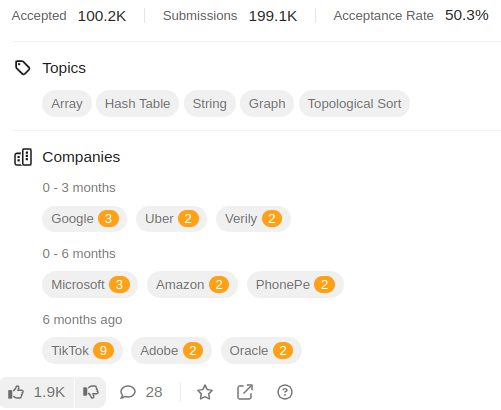 Accepted 100.2K Submissions 199.1K Acceptance Rate 50.3%
Topics
Array Hash Table String Graph Topological Sort
Companies
0 - 3 months
Google 3 Uber 2 Verily 2
0 - 6 months
Microsoft 3 Amazon 2 PhonePe 2
6 months ago
TikTok 9 Adobe 2 Oracle 2
1.9K 28